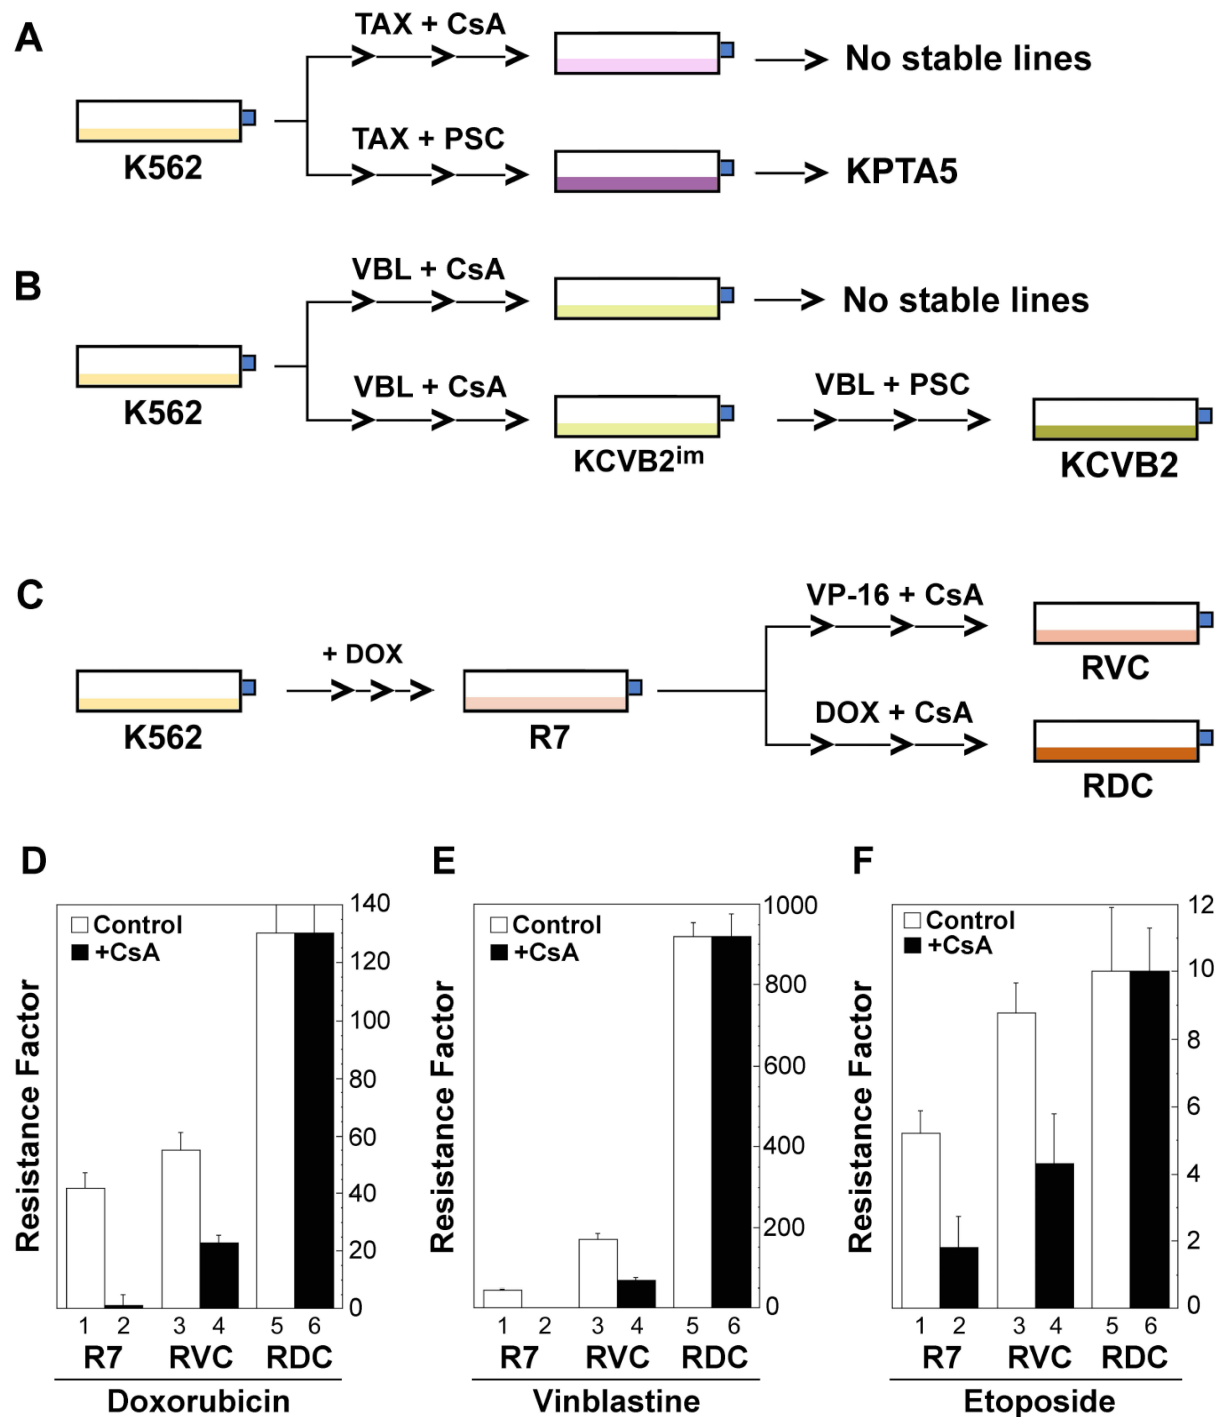 A
TAX + CsA
No stable lines
K562
TAX + PSC
KPTA5
B
VBL + CsA
No stable lines
K562
VBL + CsA
KCVB2im
VBL + PSC
KCVB2
C
VP-16 + CsA
RVC
+ DOX
K562
R7
DOX + CsA
RDC
D
Control
+CsA
Resistance Factor
140
120
100
80
60
40
20
0
1 2 3 4 5 6
R7 RVC RDC
Doxorubicin
E
Control
+CsA
Resistance Factor
1000
800
600
400
200
0
1 2 3 4 5 6
R7 RVC RDC
Vinblastine
F
Control
+CsA
Resistance Factor
12
10
8
6
4
2
0
1 2 3 4 5 6
R7 RVC RDC
Etoposide